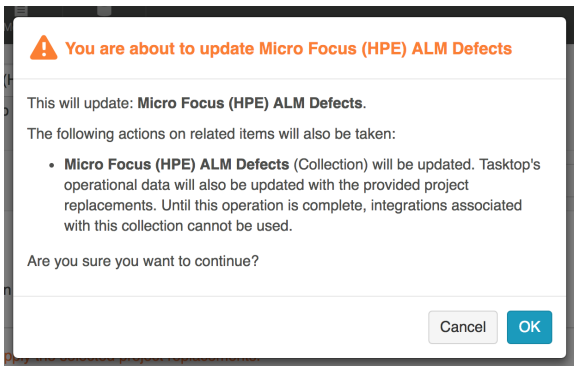 You are about to update Micro Focus (HPE) ALM Defects
This will update: Micro Focus (HPE) ALM Defects.
The following actions on related items will also be taken:
• Micro Focus (HPE) ALM Defects (Collection) will be updated. Tasktop's
operational data will also be updated with the provided project
replacements. Until this operation is complete, integrations associated
with this collection cannot be used.
Are you sure you want to continue?
Cancel OK